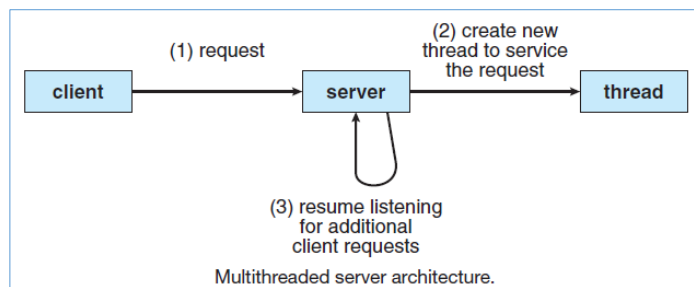 (1) request
(2) create new
thread to service
the request
client
server
thread
(3) resume listening
for additional
client requests
Multithreaded server architecture.